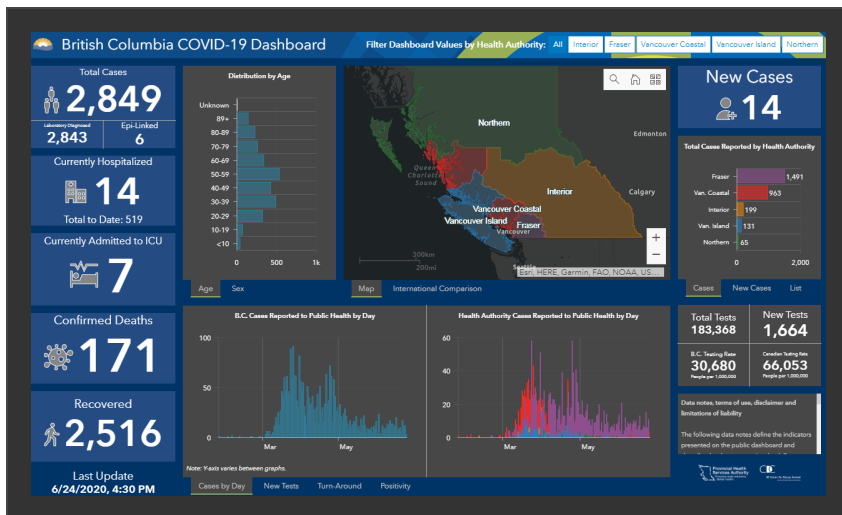 British Columbia COVID-19 Dashboard
Filter Dashboard Values by Health Authority:
All
Interior
Fraser
Vancouver Coastal
Vancouver Island
Northern
Total Cases
2,849
Laboratory Diagnosed
2,843
Epi-Linked
6
Currently Hospitalized
14
Total to Date: 519
Currently Admitted to ICU
7
Confirmed Deaths
171
Recovered
2,516
Last Update
6/24/2020, 4:30 PM
Distribution by Age
Unknown
89+
80-89
70-79
60-69
50-59
40-49
30-39
20-29
10-19
<10
0
500
1k
Age
Sex
Northern
Edmonton
Queen
Charlotte
Sound
Interior
Calgary
Vancouver Coastal
Vancouver Island
Fraser
Vancouver
300km
200mi
Seattle
+
−
Esri, HERE, Garmin, FAO, NOAA, US...
Map
International Comparison
New Cases
14
Total Cases Reported by Health Authority
Fraser
1,491
Van. Coastal
963
Interior
199
Van. Island
131
Northern
65
0
2,000
Cases
New Cases
List
B.C. Cases Reported to Public Health by Day
100
50
0
Mar
May
Note: Y-axis varies between graphs.
Health Authority Cases Reported to Public Health by Day
60
40
20
0
Mar
May
Cases by Day
New Tests
Turn-Around
Positivity
Total Tests
183,368
New Tests
1,664
B.C. Testing Rate
30,680
People per 1,000,000
Canadian Testing Rate
66,053
People per 1,000,000
Data notes, terms of use, disclaimer and
limitations of liability
The following data notes define the indicators
presented on the public dashboard and
Provincial Health
Services Authority